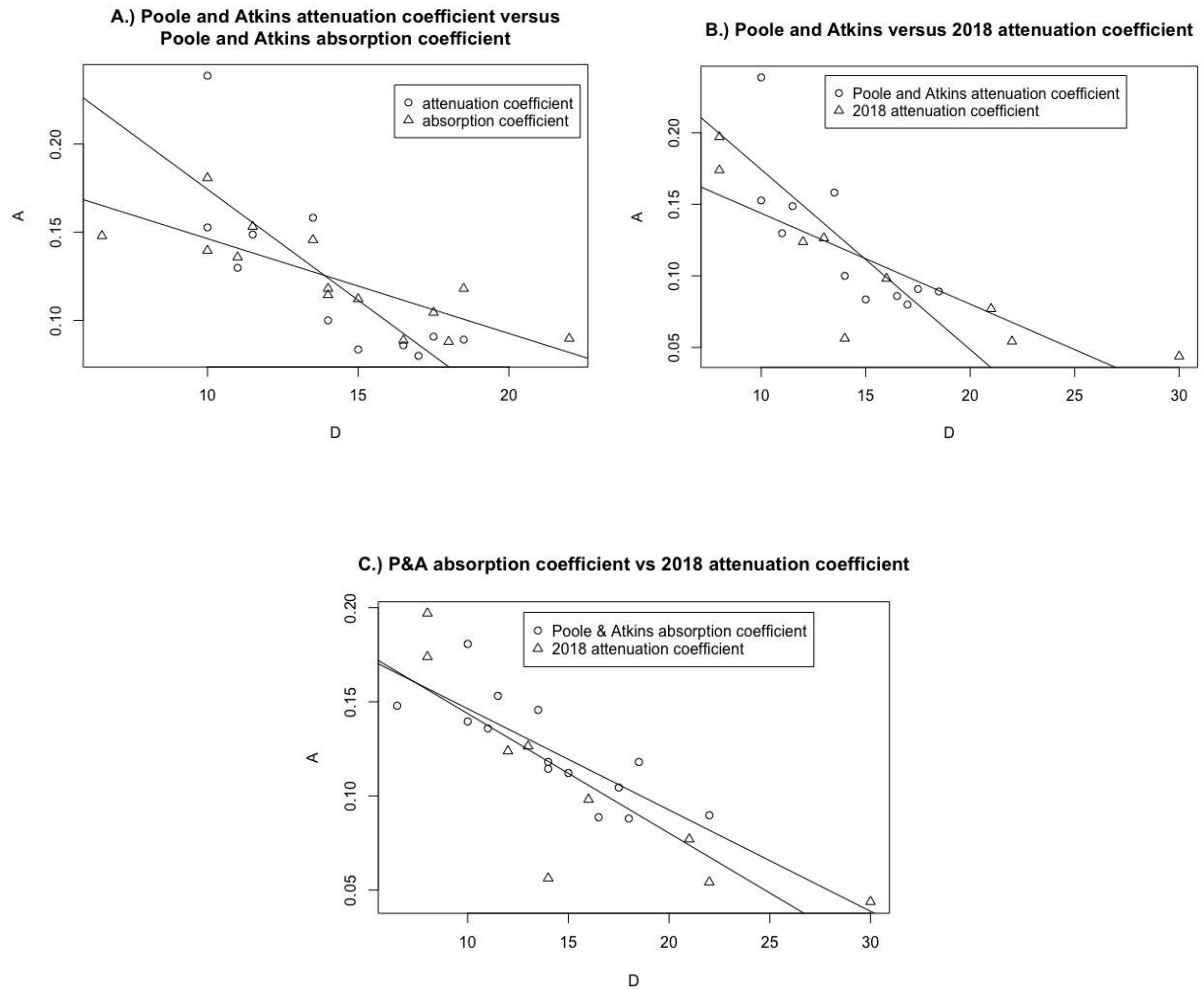 A.) Poole and Atkins attenuation coefficient versus
Poole and Atkins absorption coefficient
attenuation coefficient
absorption coefficient
0.20
0.15
0.10
A
10
15
20
D
B.) Poole and Atkins versus 2018 attenuation coefficient
Poole and Atkins attenuation coefficient
2018 attenuation coefficient
0.20
0.15
0.10
0.05
A
10
15
20
25
30
D
C.) P&A absorption coefficient vs 2018 attenuation coefficient
Poole & Atkins absorption coefficient
2018 attenuation coefficient
0.20
0.15
0.10
0.05
A
10
15
20
25
30
D